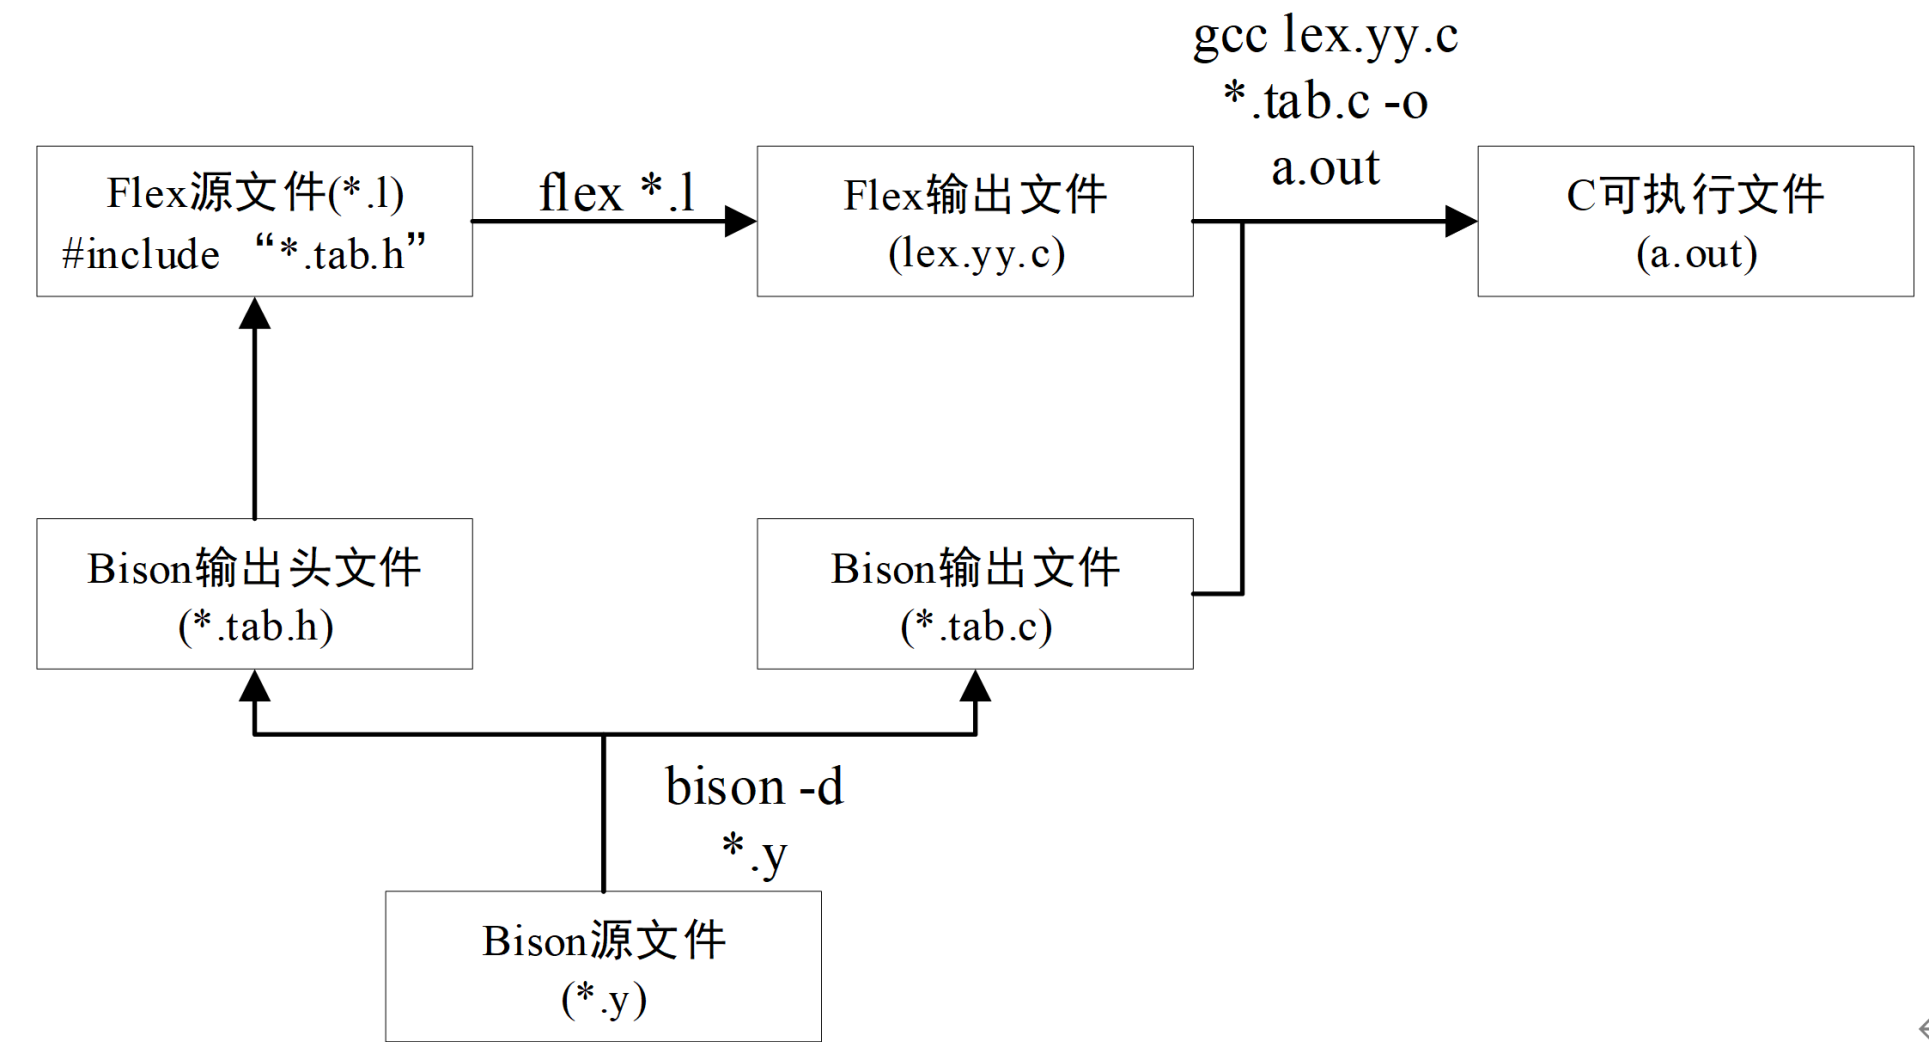 gcc lex.yy.c
*.tab.c -o
a.out
Flex源文件(*.l)
#include “*.tab.h”
flex *.l
Flex输出文件
(lex.yy.c)
C可执行文件
(a.out)
Bison输出头文件
(*.tab.h)
Bison输出文件
(*.tab.c)
bison -d
*.y
Bison源文件
(*.y)